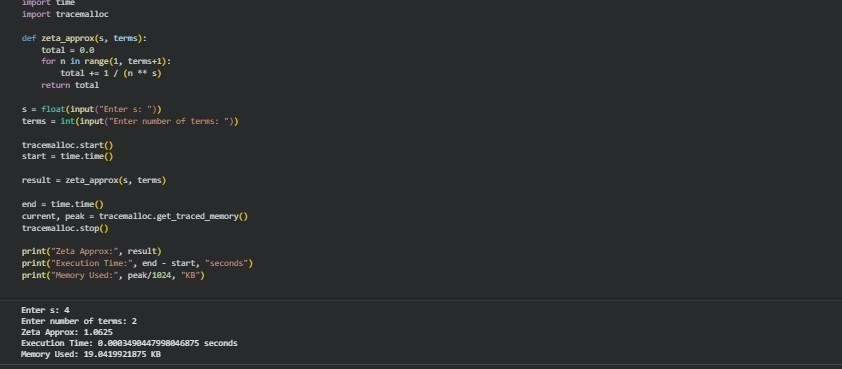 import time
import tracemalloc
def zeta_approx(s, terms):
    total = 0.0
    for n in range(1, terms+1):
        total += 1 / (n ** s)
    return total
s = float(input("Enter s: "))
terms = int(input("Enter number of terms: "))
tracemalloc.start()
start = time.time()
result = zeta_approx(s, terms)
end = time.time()
current, peak = tracemalloc.get_traced_memory()
tracemalloc.stop()
print("Zeta Approx:", result)
print("Execution Time:", end - start, "seconds")
print("Memory Used:", peak/1024, "KB")
Enter s: 4
Enter number of terms: 2
Zeta Approx: 1.0625
Execution Time: 0.0003490447998046875 seconds
Memory Used: 19.0419921875 KB